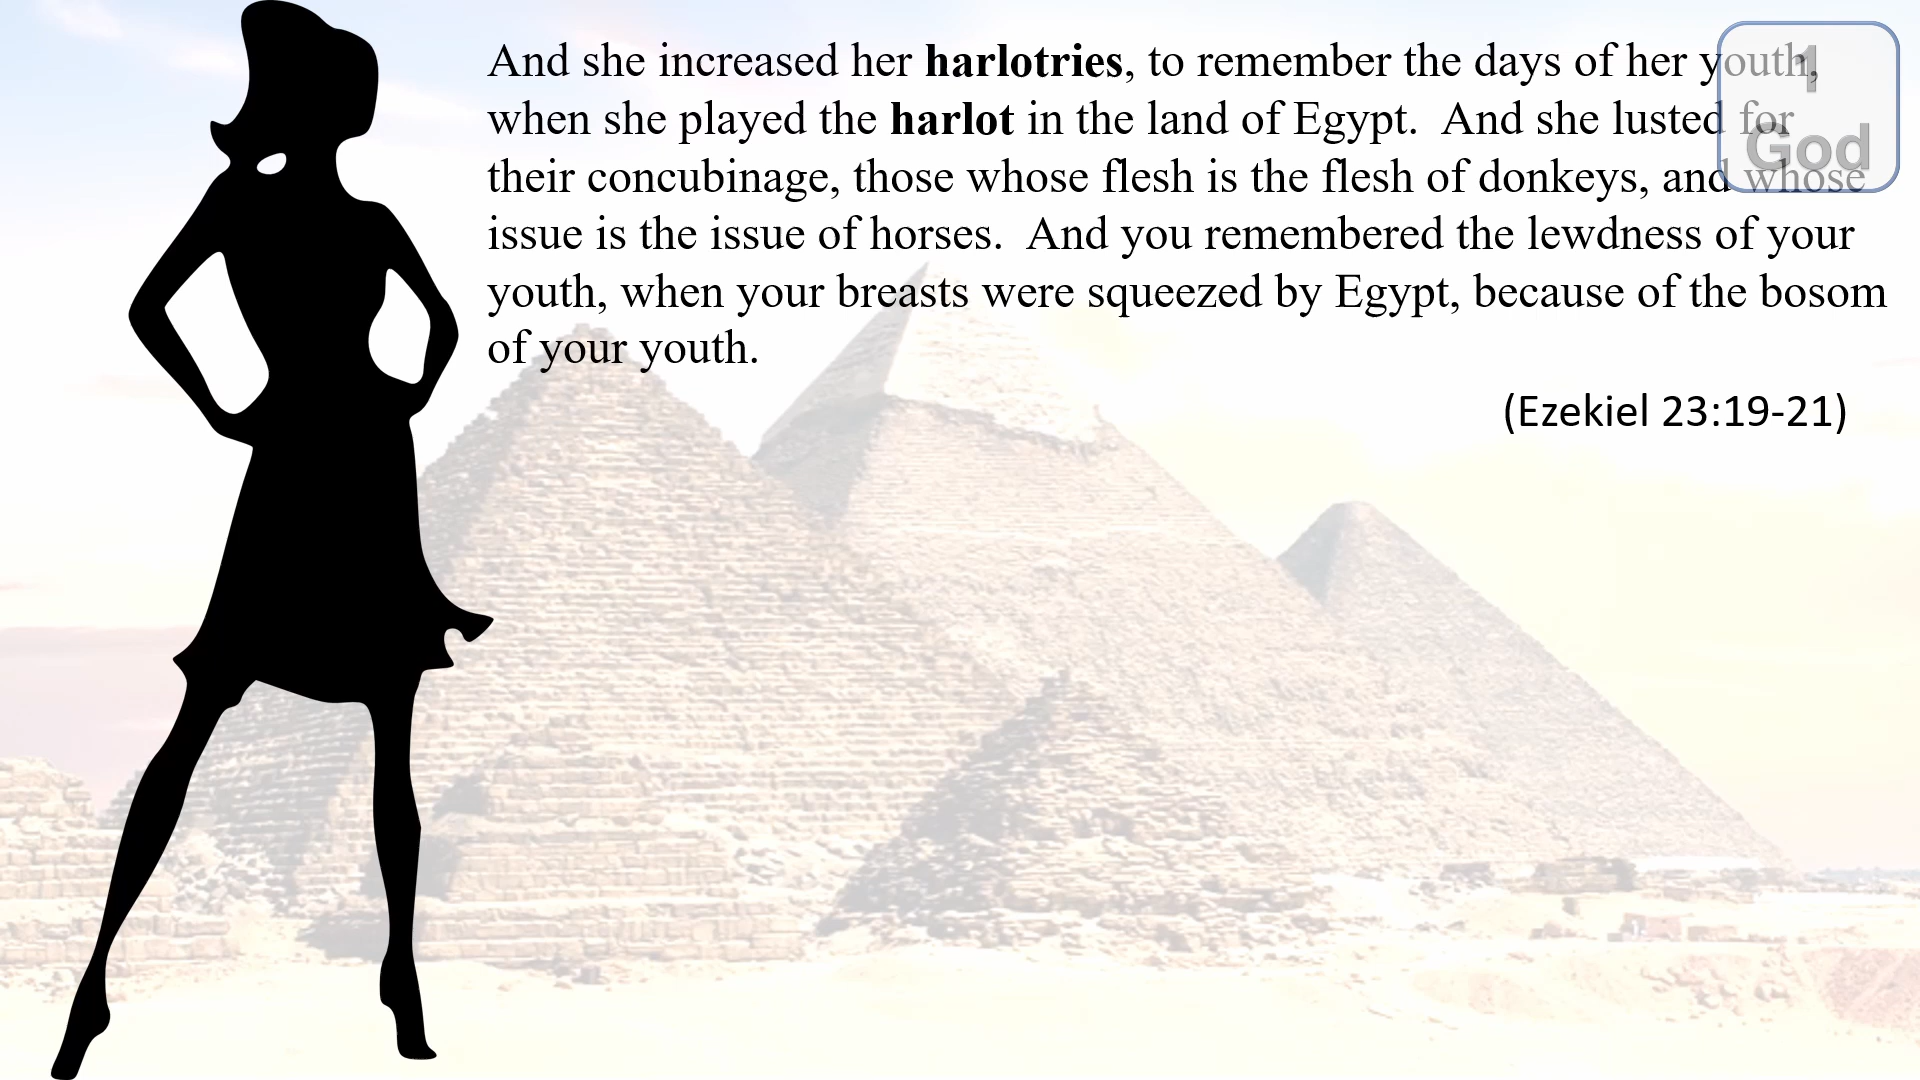 And she increased her harlotries, to remember the days of her youth,
when she played the harlot in the land of Egypt.  And she lusted for
their concubinage, those whose flesh is the flesh of donkeys, and whose
issue is the issue of horses.  And you remembered the lewdness of your
youth, when your breasts were squeezed by Egypt, because of the bosom
of your youth.
(Ezekiel 23:19-21)
1
God